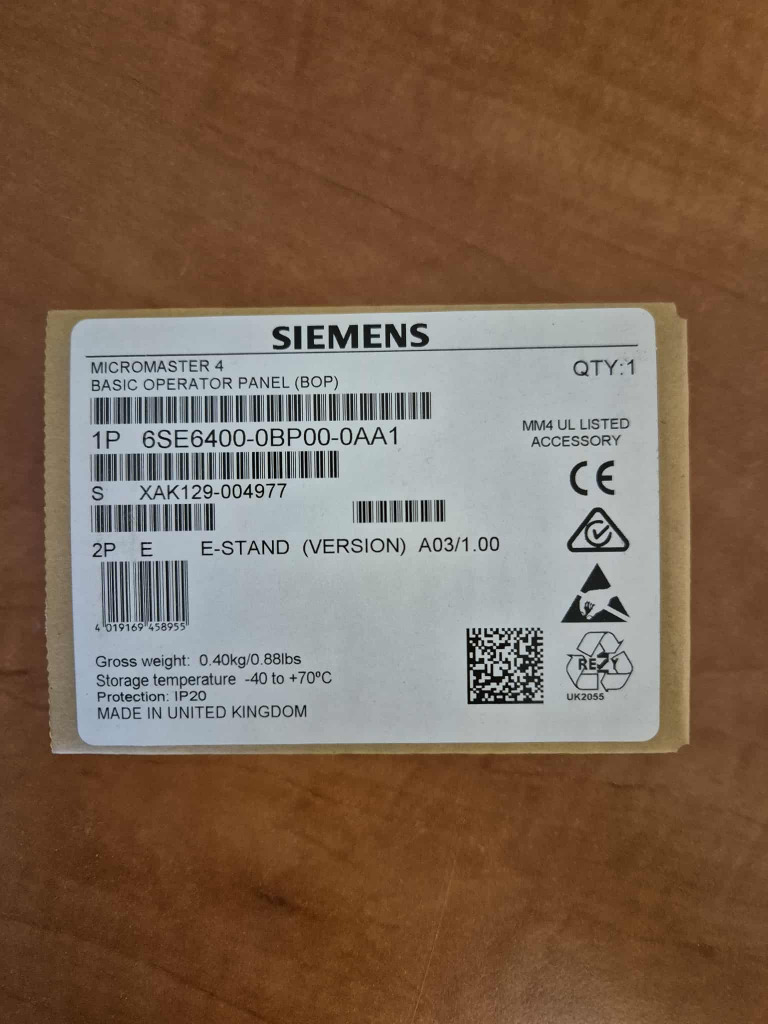 SIEMENS
MICROMASTER 4
QTY:1
BASIC OPERATOR PANEL (BOP)
1P 6SE6400-0BP00-0AA1
MM4 UL LISTED
ACCESSORY
CE
S XAK129-004977
2P E E-STAND (VERSION) A03/1.00
4 019169 458955
Gross weight: 0.40kg/0.88lbs
Storage temperature -40 to +70ºC
Protection: IP20
MADE IN UNITED KINGDOM
REZY
UK2055